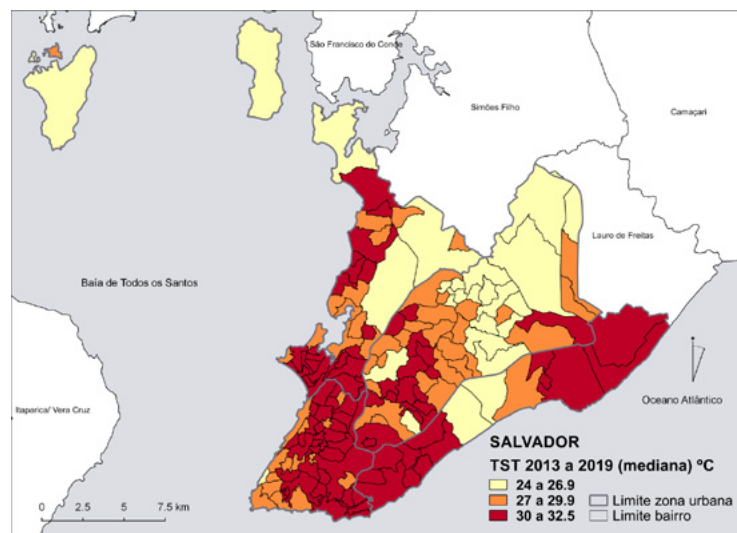 São Francisco do Conde
Simões Filho
Camaçari
Lauro de Freitas
Baía de Todos os Santos
Itaparica/ Vera Cruz
Oceano Atlântico
SALVADOR
TST 2013 a 2019 (mediana) ºC
24 a 26.9
27 a 29.9
30 a 32.5
Limite zona urbana
Limite bairro
0 2.5 5 7.5 km